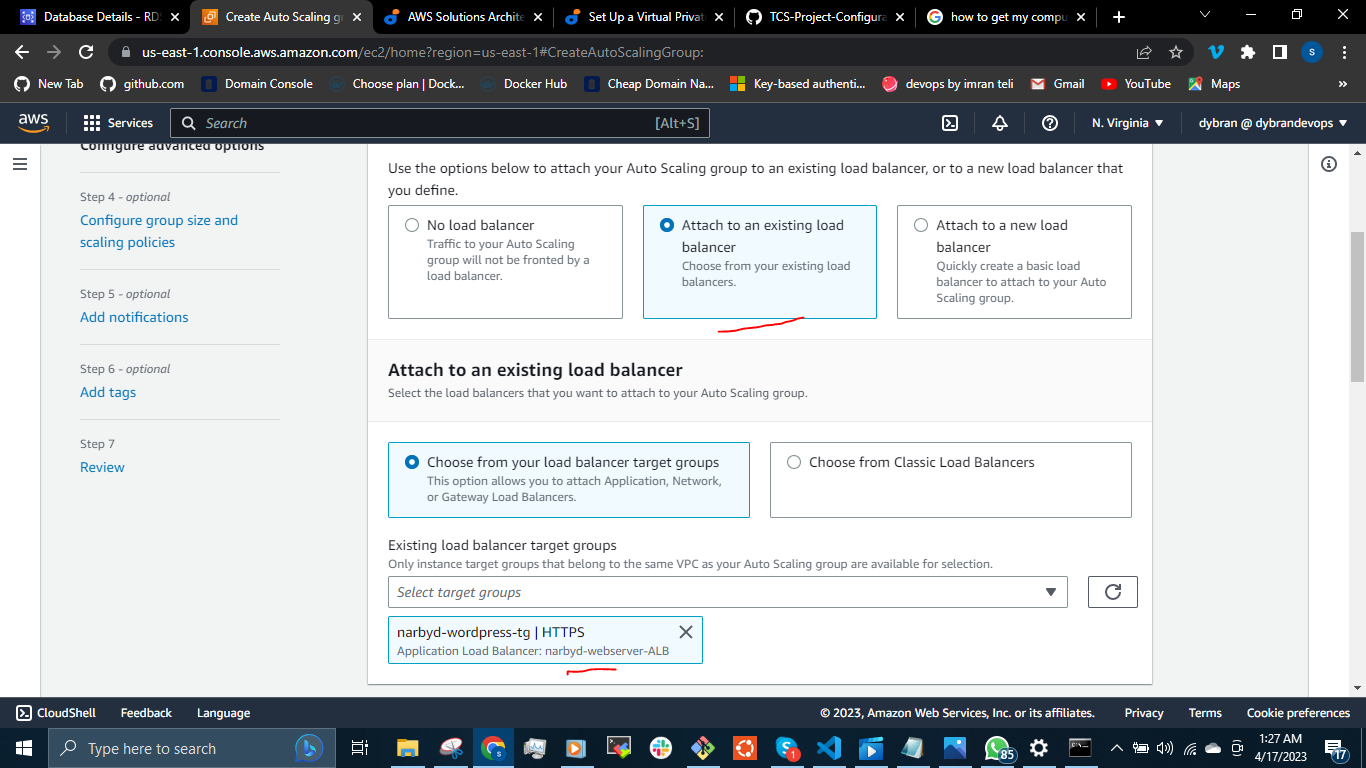 Database Details - RDS
Create Auto Scaling gr
AWS Solutions Archite
Set Up a Virtual Privat
TCS-Project-Configura
how to get my compu
us-east-1.console.aws.amazon.com/ec2/home?region=us-east-1#CreateAutoScalingGroup:
S
New Tab
github.com
Domain Console
Choose plan | Dock...
Docker Hub
Cheap Domain Na...
Key-based authenti...
devops by imran teli
Gmail
YouTube
Maps
»
aws
Services
Search
[Alt+S]
N. Virginia
dybran @ dybrandevops
Configure advanced options
Step 4 - optional
Configure group size and
scaling policies
Step 5 - optional
Add notifications
Step 6 - optional
Add tags
Step 7
Review
Use the options below to attach your Auto Scaling group to an existing load balancer, or to a new load balancer that
you define.
No load balancer
Traffic to your Auto Scaling
group will not be fronted by a
load balancer.
Attach to an existing load
balancer
Choose from your existing load
balancers.
Attach to a new load
balancer
Quickly create a basic load
balancer to attach to your Auto
Scaling group.
Attach to an existing load balancer
Select the load balancers that you want to attach to your Auto Scaling group.
Choose from your load balancer target groups
This option allows you to attach Application, Network,
or Gateway Load Balancers.
Choose from Classic Load Balancers
Existing load balancer target groups
Only instance target groups that belong to the same VPC as your Auto Scaling group are available for selection.
Select target groups
narbyd-wordpress-tg | HTTPS
Application Load Balancer: narbyd-webserver-ALB
CloudShell
Feedback
Language
© 2023, Amazon Web Services, Inc. or its affiliates.
Privacy
Terms
Cookie preferences
Type here to search
1
85
1:27 AM
4/17/2023
17